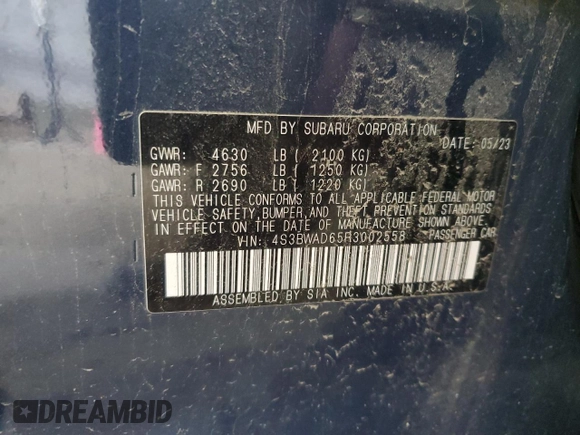 MFD BY SUBARU CORPORATION
DATE: 05/23
GVWR: 4630 LB ( 2100 KG)
GAWR: F 2756 LB ( 1250 KG)
GAWR: R 2690 LB ( 1220 KG)
THIS VEHICLE CONFORMS TO ALL APPLICABLE FEDERAL MOTOR
VEHICLE SAFETY, BUMPER, AND THEFT PREVENTION STANDARDS
IN EFFECT ON THE DATE OF MANUFACTURE SHOWN ABOVE.
VIN: 4S3BWAD65R3002558 PASSENGER CAR
ASSEMBLED BY SIA INC. MADE IN U.S.A.
DREAMBID